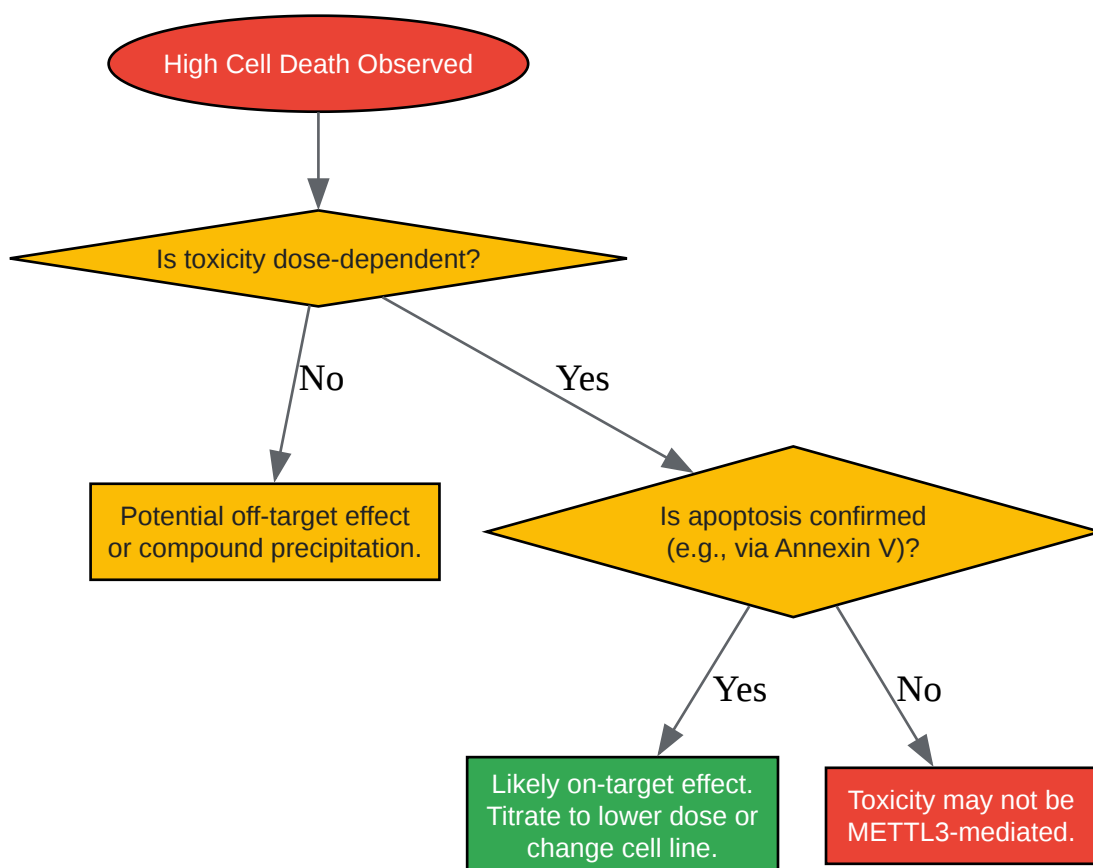 High Cell Death Observed
Is toxicity dose-dependent?
No
Yes
Potential off-target effect
or compound precipitation.
Is apoptosis confirmed
(e.g., via Annexin V)?
Yes
No
Likely on-target effect.
Titrate to lower dose or
change cell line.
Toxicity may not be
METTL3-mediated.